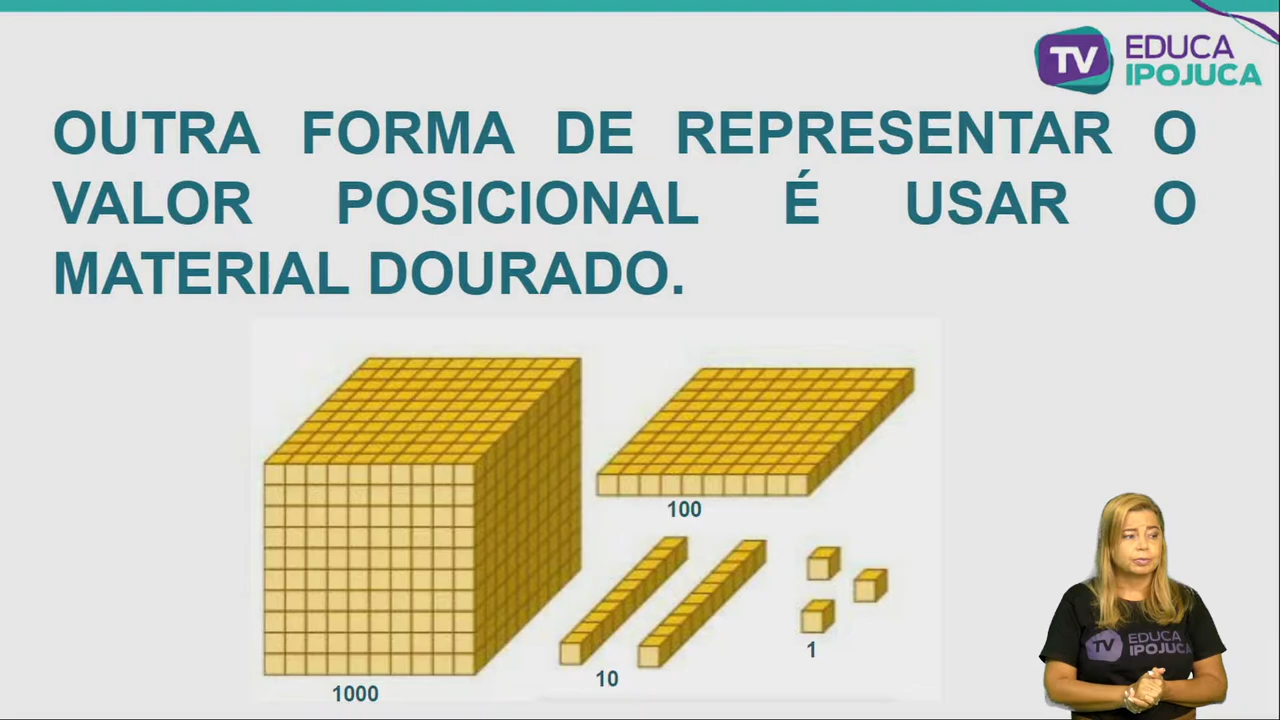 TV EDUCA
IPOJUCA
OUTRA FORMA DE REPRESENTAR O
VALOR POSICIONAL É USAR O
MATERIAL DOURADO.
100
10
1
1000
TV EDUCA
IPOJUCA